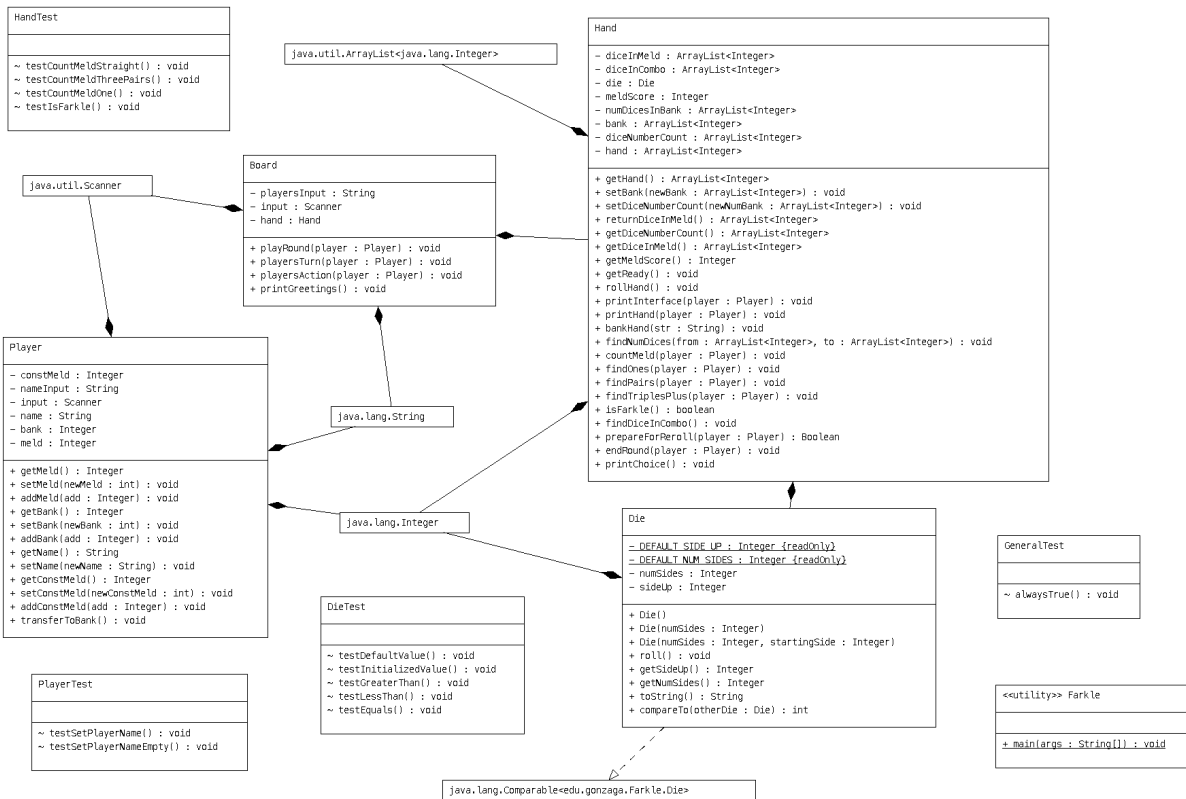 HandTest
~ testCountMeldStraight() : void
~ testCountMeldThreePairs() : void
~ testCountMeldOne() : void
~ testIsFarkle() : void
java.util.ArrayList<java.lang.Integer>
Hand
- diceInMeld : ArrayList<Integer>
- diceInCombo : ArrayList<Integer>
- die : Die
- meldScore : Integer
- numDicesInBank : ArrayList<Integer>
- bank : ArrayList<Integer>
- diceNumberCount : ArrayList<Integer>
- hand : ArrayList<Integer>
+ getHand() : ArrayList<Integer>
+ setBank(newBank : ArrayList<Integer>) : void
+ setDiceNumberCount(newNumBank : ArrayList<Integer>) : void
+ returnDiceInMeld() : ArrayList<Integer>
+ getDiceNumberCount() : ArrayList<Integer>
+ getDiceInMeld() : ArrayList<Integer>
+ getMeldScore() : Integer
+ getReady() : void
+ rollHand() : void
+ printInterface(player : Player) : void
+ printHand(player : Player) : void
+ bankHand(str : String) : void
+ findNumDices(from : ArrayList<Integer>, to : ArrayList<Integer>) : void
+ countMeld(player : Player) : void
+ findOnes(player : Player) : void
+ findPairs(player : Player) : void
+ findTriplesPlus(player : Player) : void
+ isFarkle() : boolean
+ findDiceInCombo() : void
+ prepareForReroll(player : Player) : Boolean
+ endRound(player : Player) : void
+ printChoice() : void
Board
- playersInput : String
- input : Scanner
- hand : Hand
+ playRound(player : Player) : void
+ playersTurn(player : Player) : void
+ playersAction(player : Player) : void
+ printGreetings() : void
java.util.Scanner
Player
- constMeld : Integer
- nameInput : String
- input : Scanner
- name : String
- bank : Integer
- meld : Integer
+ getMeld() : Integer
+ setMeld(newMeld : int) : void
+ addMeld(add : Integer) : void
+ getBank() : Integer
+ setBank(newBank : int) : void
+ addBank(add : Integer) : void
+ getName() : String
+ setName(newName : String) : void
+ getConstMeld() : Integer
+ setConstMeld(newConstMeld : int) : void
+ addConstMeld(add : Integer) : void
+ transferToBank() : void
java.lang.String
java.lang.Integer
Die
- DEFAULT_SIDE_UP : Integer {readOnly}
- DEFAULT_NUM_SIDES : Integer {readOnly}
- numSides : Integer
- sideUp : Integer
+ Die()
+ Die(numSides : Integer)
+ Die(numSides : Integer, startingSide : Integer)
+ roll() : void
+ getSideUp() : Integer
+ getNumSides() : Integer
+ toString() : String
+ compareTo(otherDie : Die) : int
GeneralTest
~ alwaysTrue() : void
DieTest
~ testDefaultValue() : void
~ testInitializedValue() : void
~ testGreaterThan() : void
~ testLessThan() : void
~ testEquals() : void
PlayerTest
~ testSetPlayerName() : void
~ testSetPlayerNameEmpty() : void
<<utility>> Farkle
+ main(args : String[]) : void
java.lang.Comparable<edu.gonzaga.Farkle.Die>